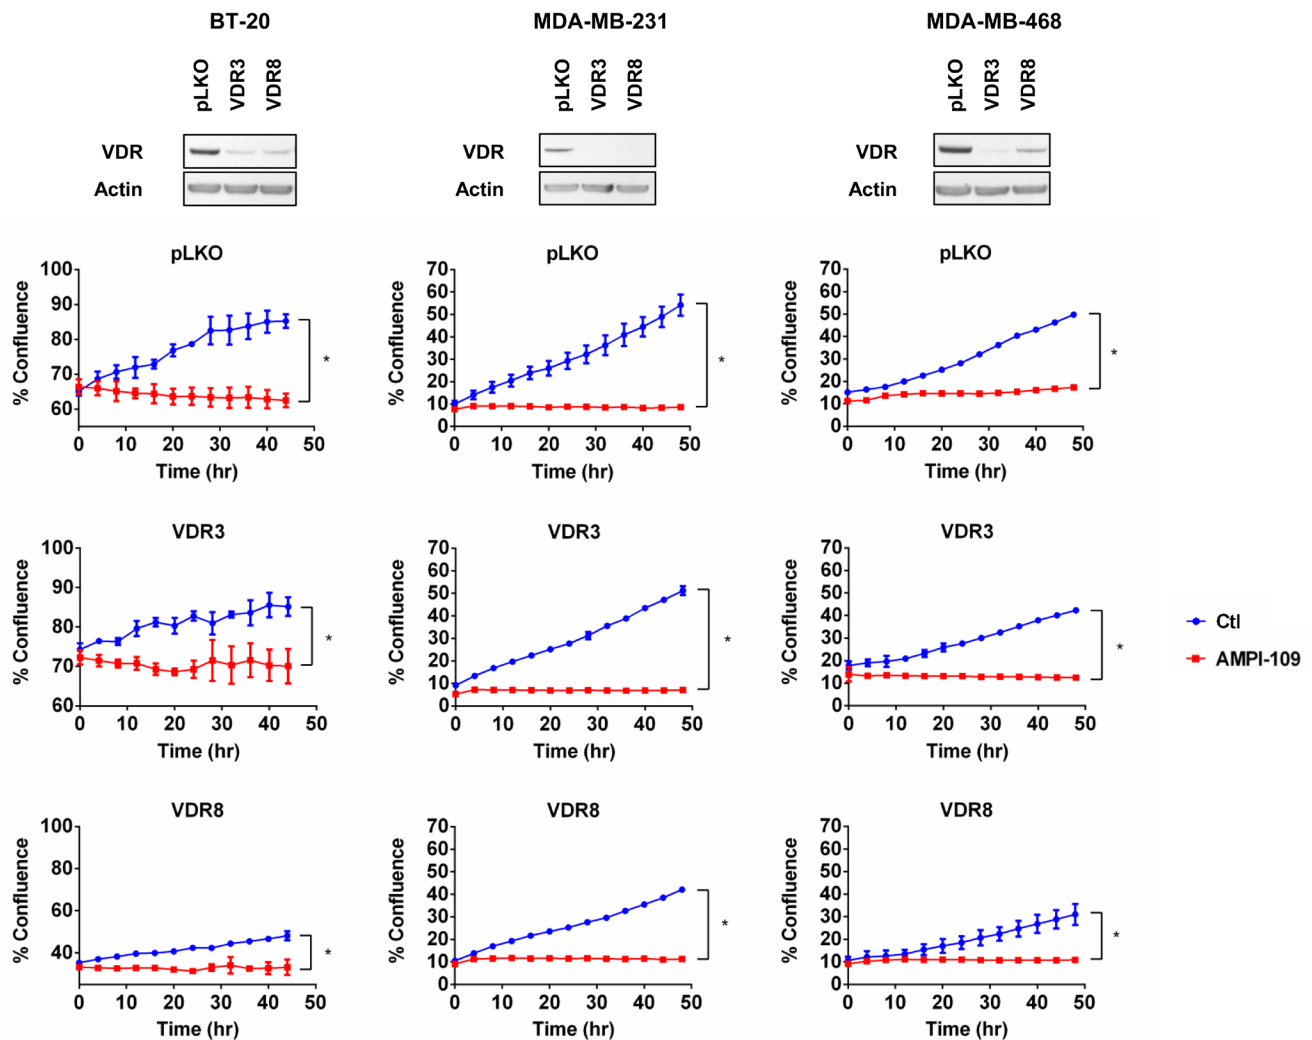 BT-20 MDA-MB-231 MDA-MB-468
pLKO VDR3 VDR8 pLKO VDR3 VDR8 pLKO VDR3 VDR8
VDR VDR VDR
Actin Actin Actin
pLKO pLKO pLKO
% Confluence % Confluence % Confluence
100 70 70
60 60
90 50 50
80 40 40
70 30 30
20 20
60 10 10
0 0
* * *
0 10 20 30 40 50 0 10 20 30 40 50 0 10 20 30 40 50
Time (hr) Time (hr) Time (hr)
VDR3 VDR3 VDR3
% Confluence % Confluence % Confluence
100 70 70
60 60
90 50 50
80 40 40
30 30
70 20 20
10 10
60 0 0
* * *
0 10 20 30 40 50 0 10 20 30 40 50 0 10 20 30 40 50
Time (hr) Time (hr) Time (hr)
Ctl
AMPI-109
VDR8 VDR8 VDR8
% Confluence % Confluence % Confluence
100 70 70
60 60
80 50 50
60 40 40
30 30
40 20 20
10 10
0 0
* * *
0 10 20 30 40 50 0 10 20 30 40 50 0 10 20 30 40 50
Time (hr) Time (hr) Time (hr)